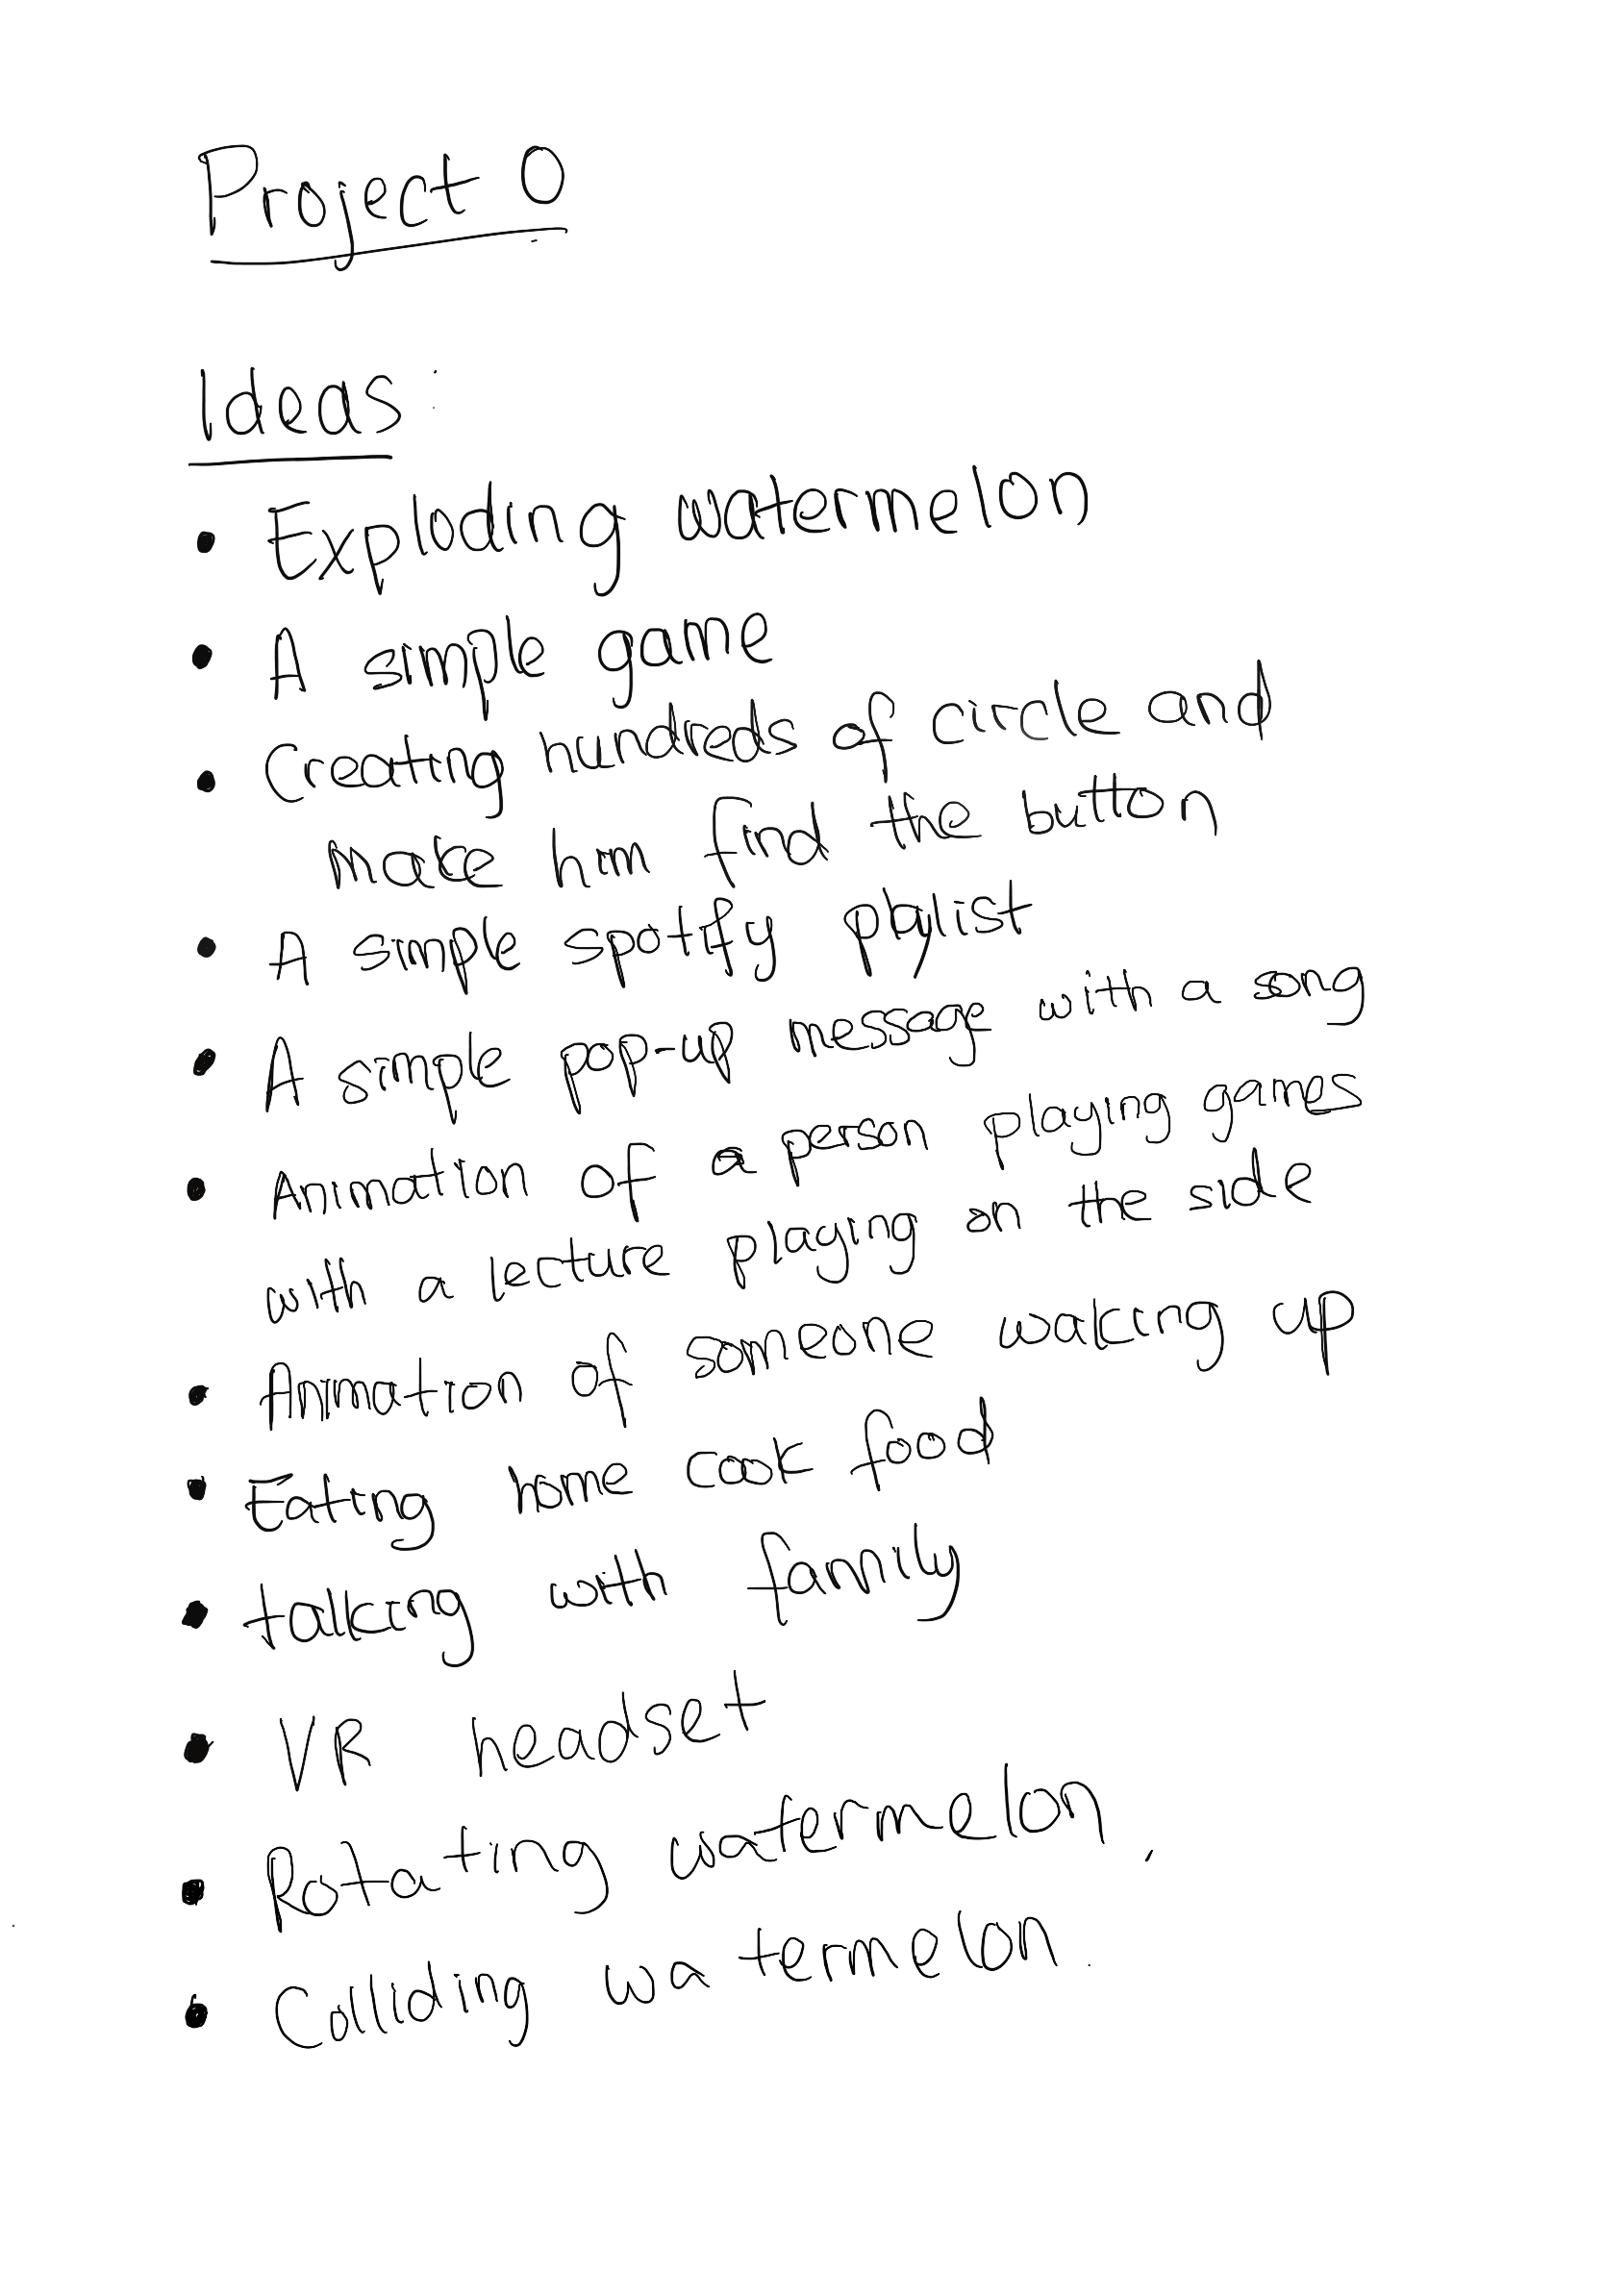 Project 0
Ideas:
• Exploding watermelon
• A simple game
• Creating hundreds of circle and
make him find the button
• A simple spotify playlist
• A simple pop-up message with a song
• Animation of a person playing games
with a lecture playing on the side
• Animation of someone waking up
• Eating home cook food
• talking with family
• VR headset
• Rotating watermelon.
• Colliding watermelon.